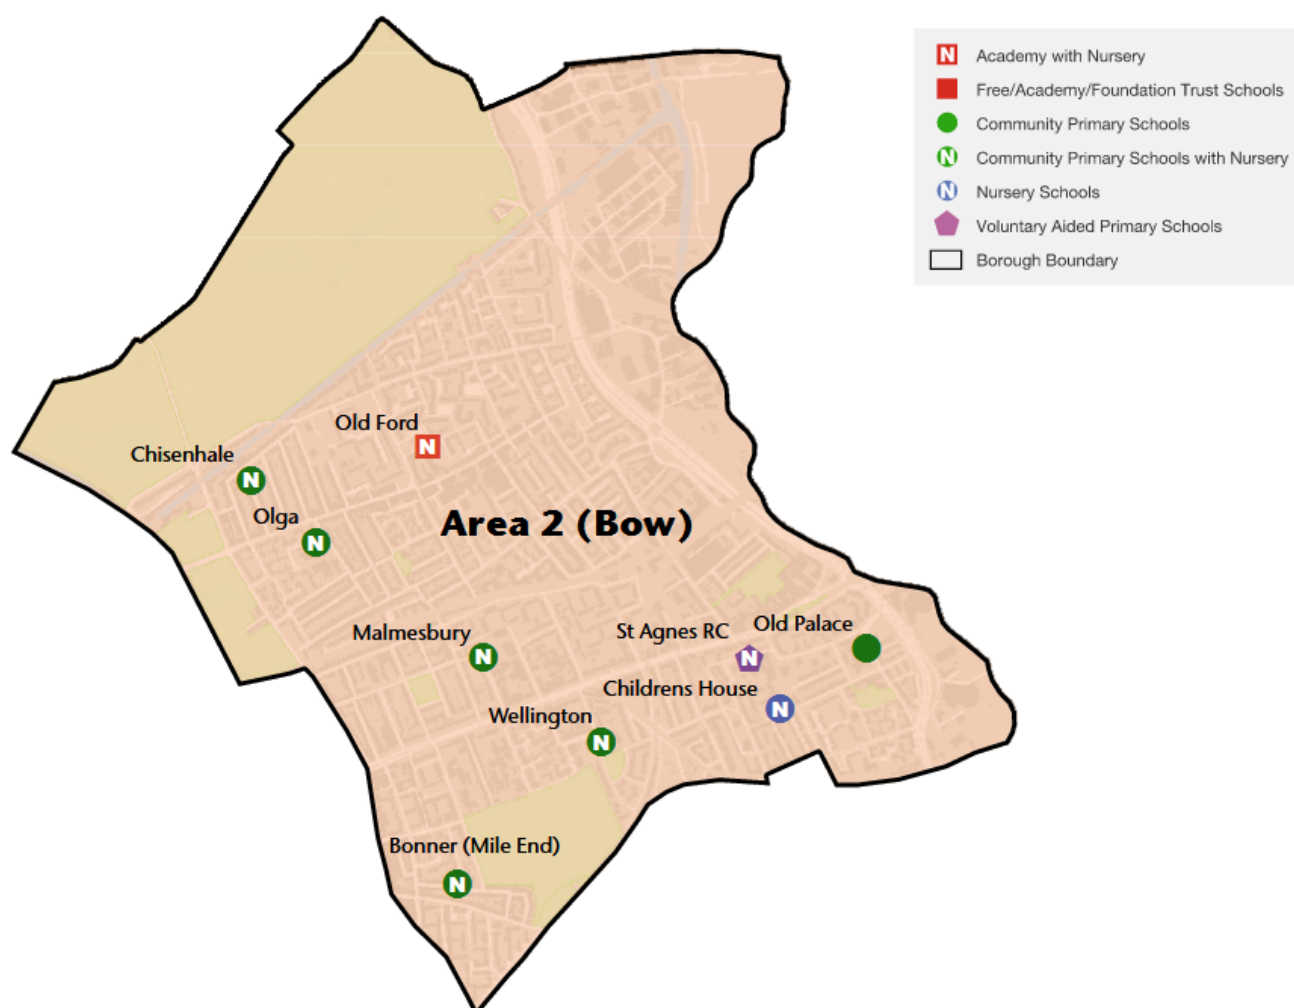 N Academy with Nursery
Free/Academy/Foundation Trust Schools
Community Primary Schools
N Community Primary Schools with Nursery
N Nursery Schools
Voluntary Aided Primary Schools
Borough Boundary
Old Ford
N
Chisenhale
N
Olga
N
Area 2 (Bow)
Malmesbury
N
St Agnes RC
N
Old Palace
Childrens House
N
Wellington
N
Bonner (Mile End)
N